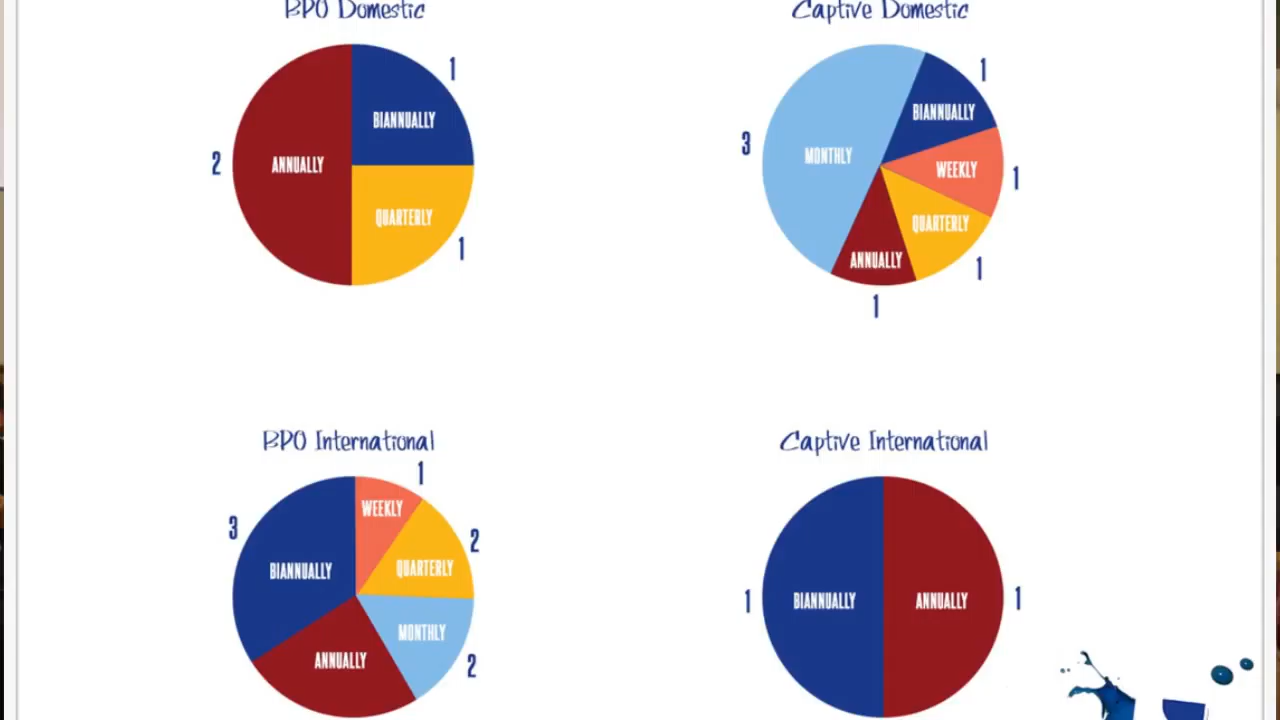 BPO Domestic
1
BIANNUALLY
2
ANNUALLY
QUARTERLY
1
Captive Domestic
1
BIANNUALLY
3
MONTHLY
WEEKLY
1
QUARTERLY
ANNUALLY
1
1
BPO International
1
WEEKLY
3
2
BIANNUALLY
QUARTERLY
MONTHLY
ANNUALLY
2
Captive International
1
BIANNUALLY
ANNUALLY
1